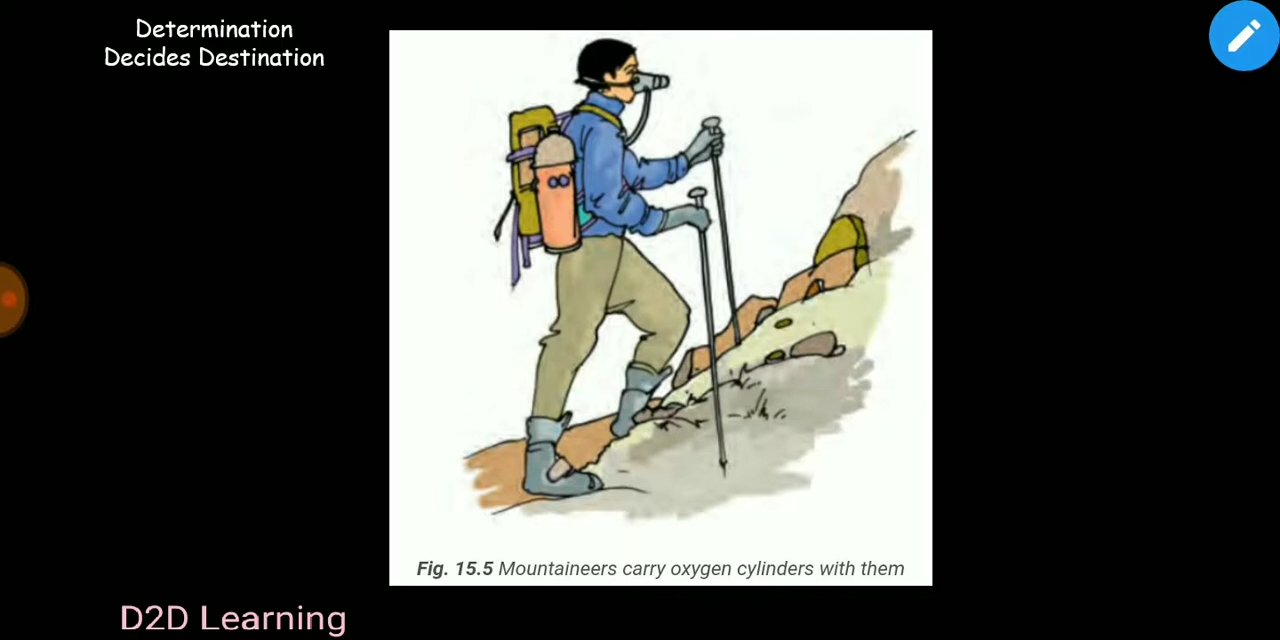 Determination
Decides Destination
Fig. 15.5 Mountaineers carry oxygen cylinders with them
D2D Learning